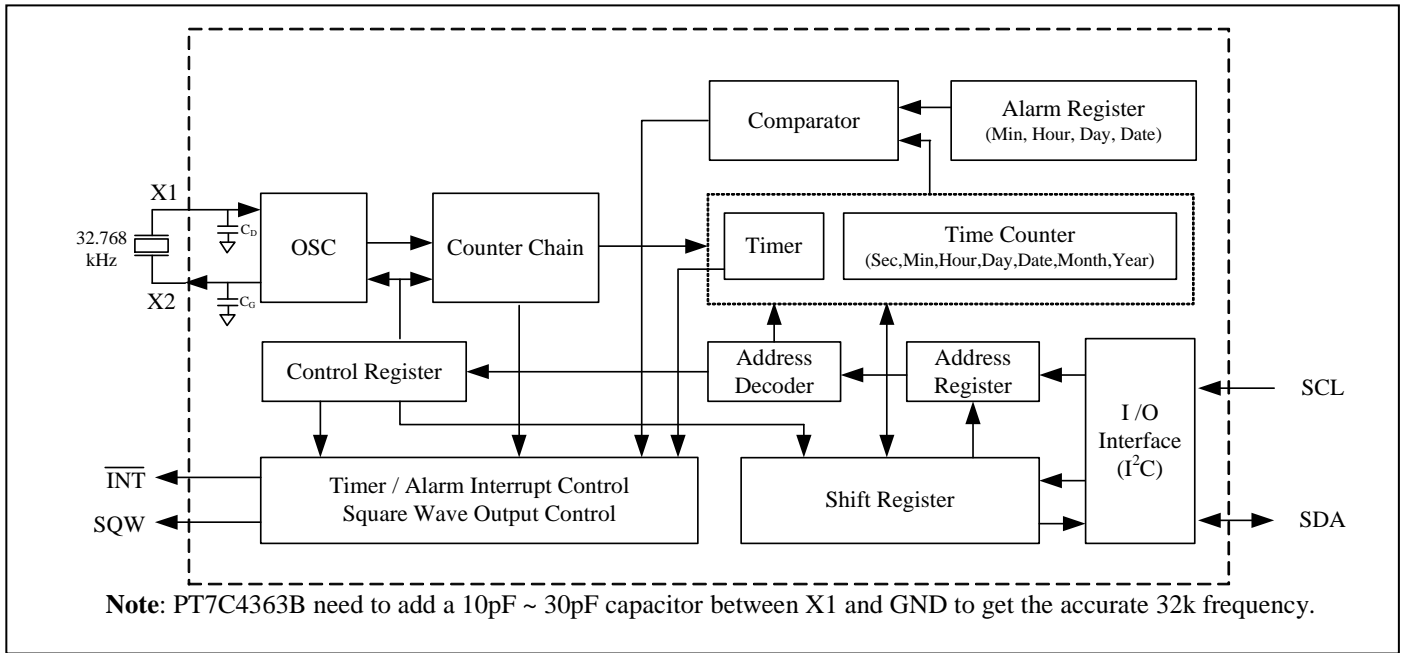 Comparator
Alarm Register
(Min, Hour, Day, Date)
X1
C_D
32.768
kHz
OSC
Counter Chain
Timer
Time Counter
(Sec,Min,Hour,Day,Date,Month,Year)
X2
C_G
Control Register
Address
Decoder
Address
Register
I /O
Interface
(I²C)
SCL
INT
SQW
Timer / Alarm Interrupt Control
Square Wave Output Control
Shift Register
SDA
Note: PT7C4363B need to add a 10pF ~ 30pF capacitor between X1 and GND to get the accurate 32k frequency.